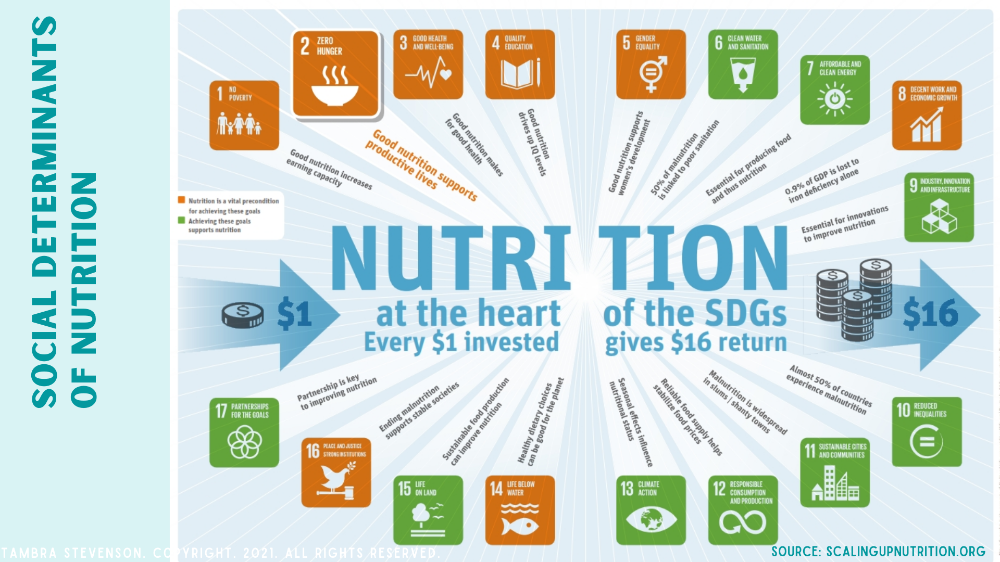 SOCIAL DETERMINANTS
OF NUTRITION
1 NO
POVERTY
Good nutrition increases
earning capacity
2 ZERO
HUNGER
Good nutrition supports
productive lives
3 GOOD HEALTH
AND WELL-BEING
Good nutrition makes
for good health
4 QUALITY
EDUCATION
Good nutrition
drives up IQ levels
5 GENDER
EQUALITY
Good nutrition supports
women's development
6 CLEAN WATER
AND SANITATION
50% of malnutrition
is linked to poor sanitation
7 AFFORDABLE AND
CLEAN ENERGY
Essential for producing food
and thus nutrition
8 DECENT WORK AND
ECONOMIC GROWTH
0.9% of GDP is lost to
iron deficiency alone
9 INDUSTRY, INNOVATION
AND INFRASTRUCTURE
Essential for innovations
to improve nutrition
Nutrition is a vital precondition
for achieving these goals
Achieving these goals
supports nutrition
$ $1
NUTRITION
at the heart of the SDGs
Every $1 invested gives $16 return
$ $ $ $16
Partnership is key
to improving nutrition
17 PARTNERSHIPS
FOR THE GOALS
Ending malnutrition
supports stable societies
16 PEACE AND JUSTICE
STRONG INSTITUTIONS
Sustainable food production
can improve nutrition
15 LIFE
ON LAND
Healthy dietary choices
can be good for the planet
14 LIFE BELOW
WATER
Seasonal effects influence
nutritional status
13 CLIMATE
ACTION
Reliable food supply helps
stabilize food prices
12 RESPONSIBLE
CONSUMPTION
AND PRODUCTION
Malnutrition is widespread
in slums / shanty towns
11 SUSTAINABLE CITIES
AND COMMUNITIES
Almost 50% of countries
experience malnutrition
10 REDUCED
INEQUALITIES
TAMBRA STEVENSON. COPYRIGHT. 2021. ALL RIGHTS RESERVED.
SOURCE: SCALINGUPNUTRITION.ORG